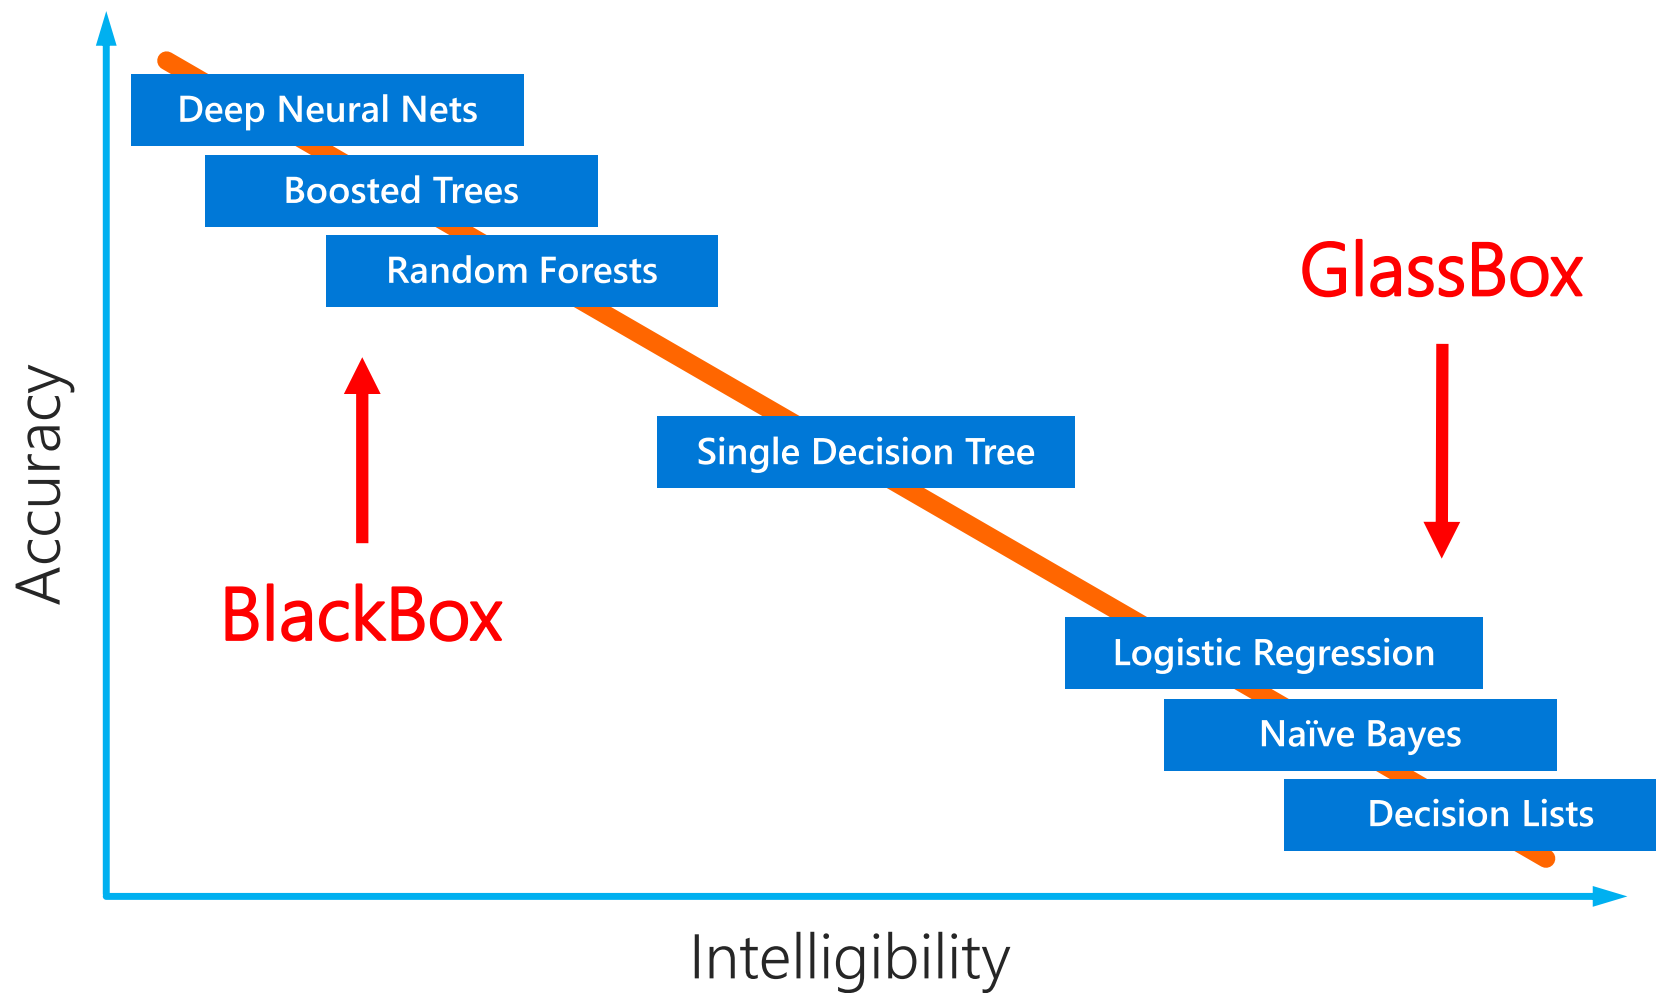 Deep Neural Nets
Boosted Trees
Random Forests
GlassBox
Single Decision Tree
BlackBox
Logistic Regression
Naïve Bayes
Decision Lists
Accuracy
Intelligibility